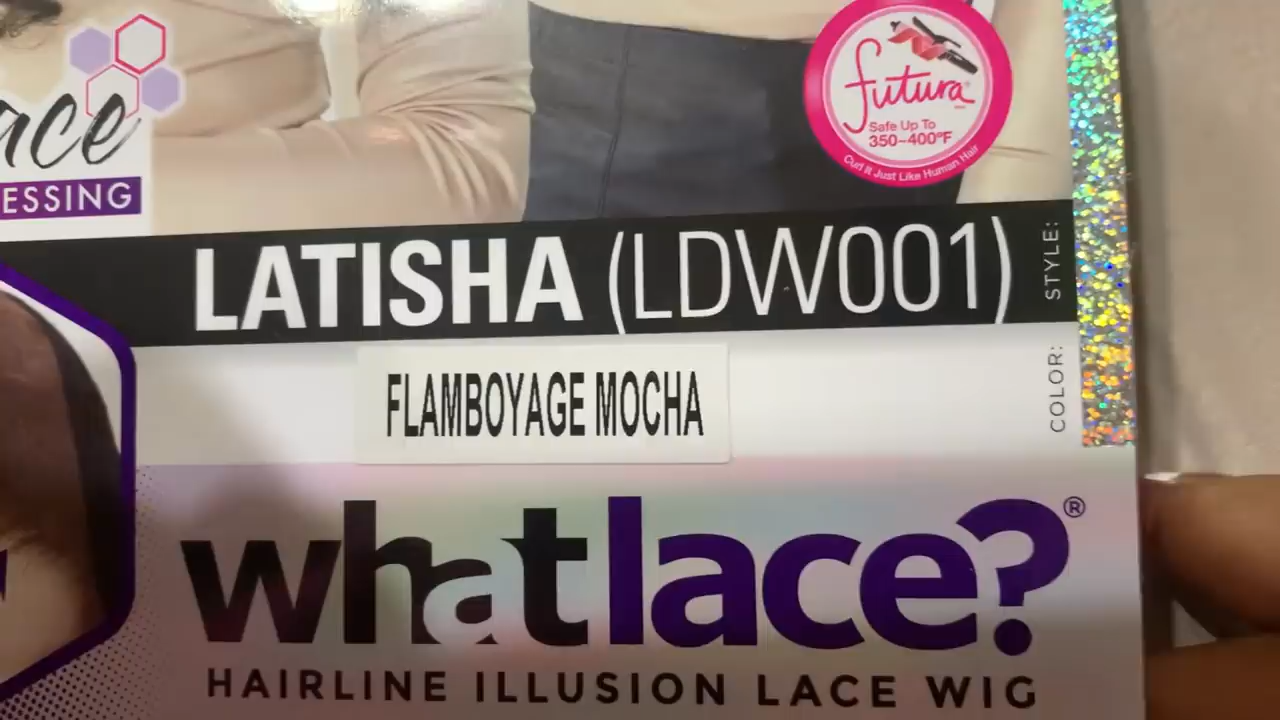 ace
ESSING
futura
Safe Up To
350-400°F
Curl it Just Like Human Hair
STYLE:
LATISHA (LDW001)
COLOR:
FLAMBOYAGE MOCHA
whatlace?®
HAIRLINE ILLUSION LACE WIG